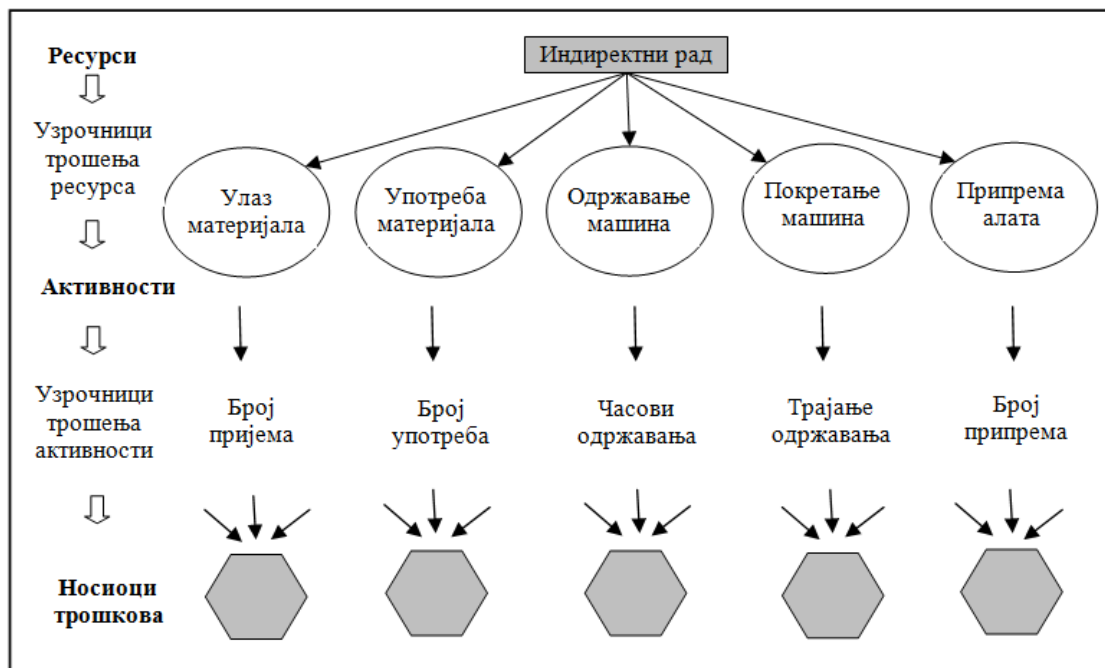 Ресурси
Индиректни рад
Узрочници
трошења
ресурса
Улаз
материјала
Употреба
материјала
Одржавање
машина
Покретање
машина
Припрема
алата
Активности
Узрочници
трошења
активности
Број
пријема
Број
употреба
Часови
одржавања
Трајање
одржавања
Број
припрема
Носиоци
трошкова